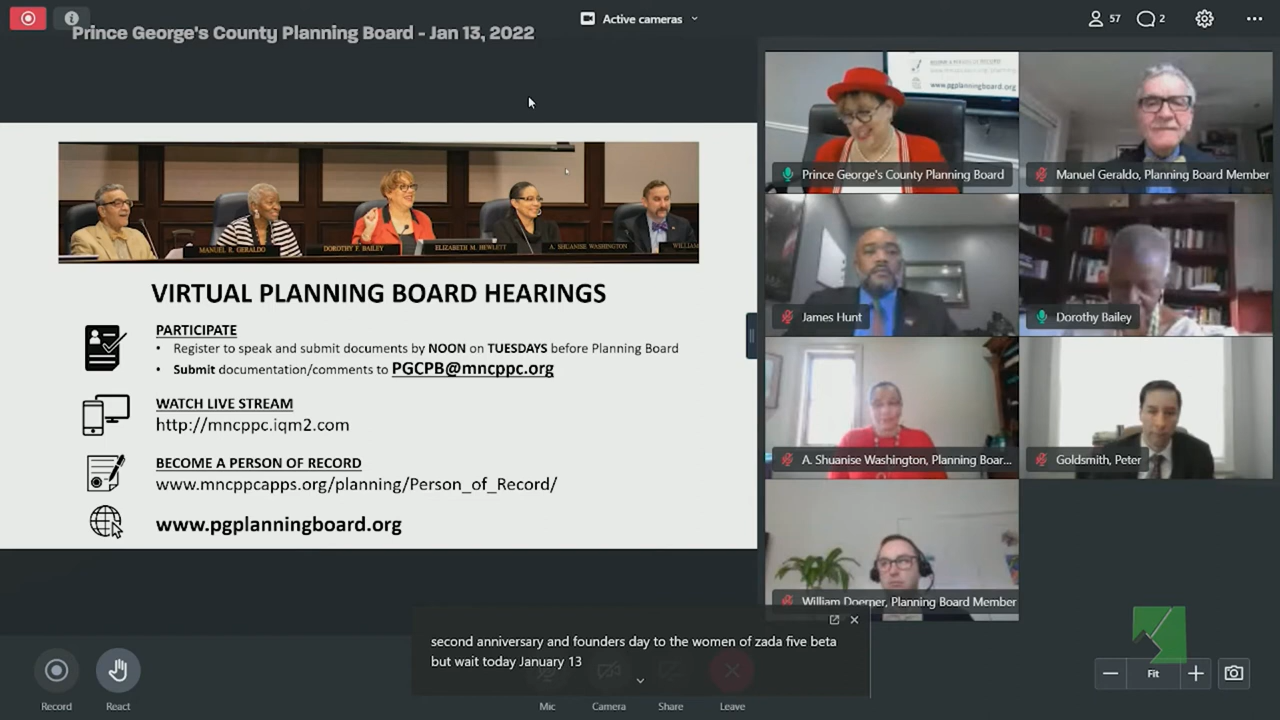 Prince George's County Planning Board - Jan 13, 2022
Active cameras
57
2
MANUEL R. GERALDO
DOROTHY F. BAILEY
ELIZABETH M. HEWLETT
A. SHUANISE WASHINGTON
WILLIAM
VIRTUAL PLANNING BOARD HEARINGS
PARTICIPATE
• Register to speak and submit documents by NOON on TUESDAYS before Planning Board
• Submit documentation/comments to PGCPB@mncppc.org
WATCH LIVE STREAM
http://mncppc.iqm2.com
BECOME A PERSON OF RECORD
www.mncppcapps.org/planning/Person_of_Record/
www.pgplanningboard.org
www.pgplanningboard.org
Prince George's County Planning Board
Manuel Geraldo, Planning Board Member
James Hunt
Dorothy Bailey
A. Shuanise Washington, Planning Boar...
Goldsmith, Peter
William Doerner, Planning Board Member
second anniversary and founders day to the women of zada five beta
but wait today January 13
Record
React
Mic
Camera
Share
Leave
Fit